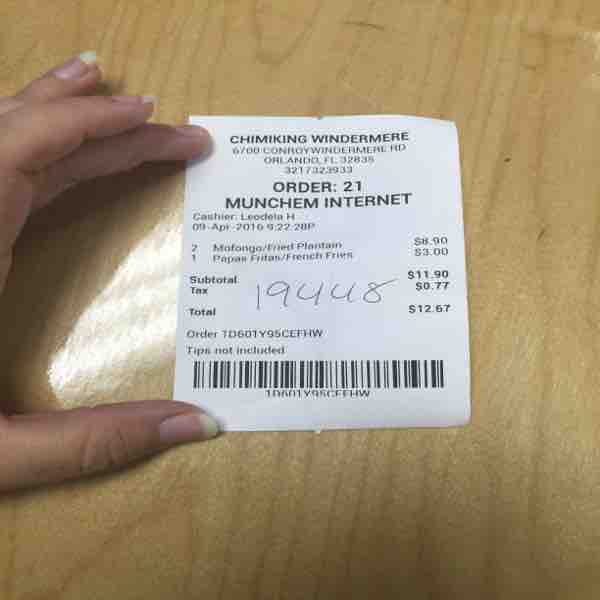 CHIMIKING WINDERMERE
6700 CONROYWINDERMERE RD
ORLANDO, FL 32835
3217323933
ORDER: 21
MUNCHEM INTERNET
Cashier: Leodela H
09-Apr-2016 9:22:28P
2 Mofongo/Fried Plantain $8.90
1 Papas Fritas/French Fries $3.00
Subtotal $11.90
Tax $0.77
19448
Total $12.67
Order 1D601Y95CEFHW
Tips not included
1D601Y95CEFHW